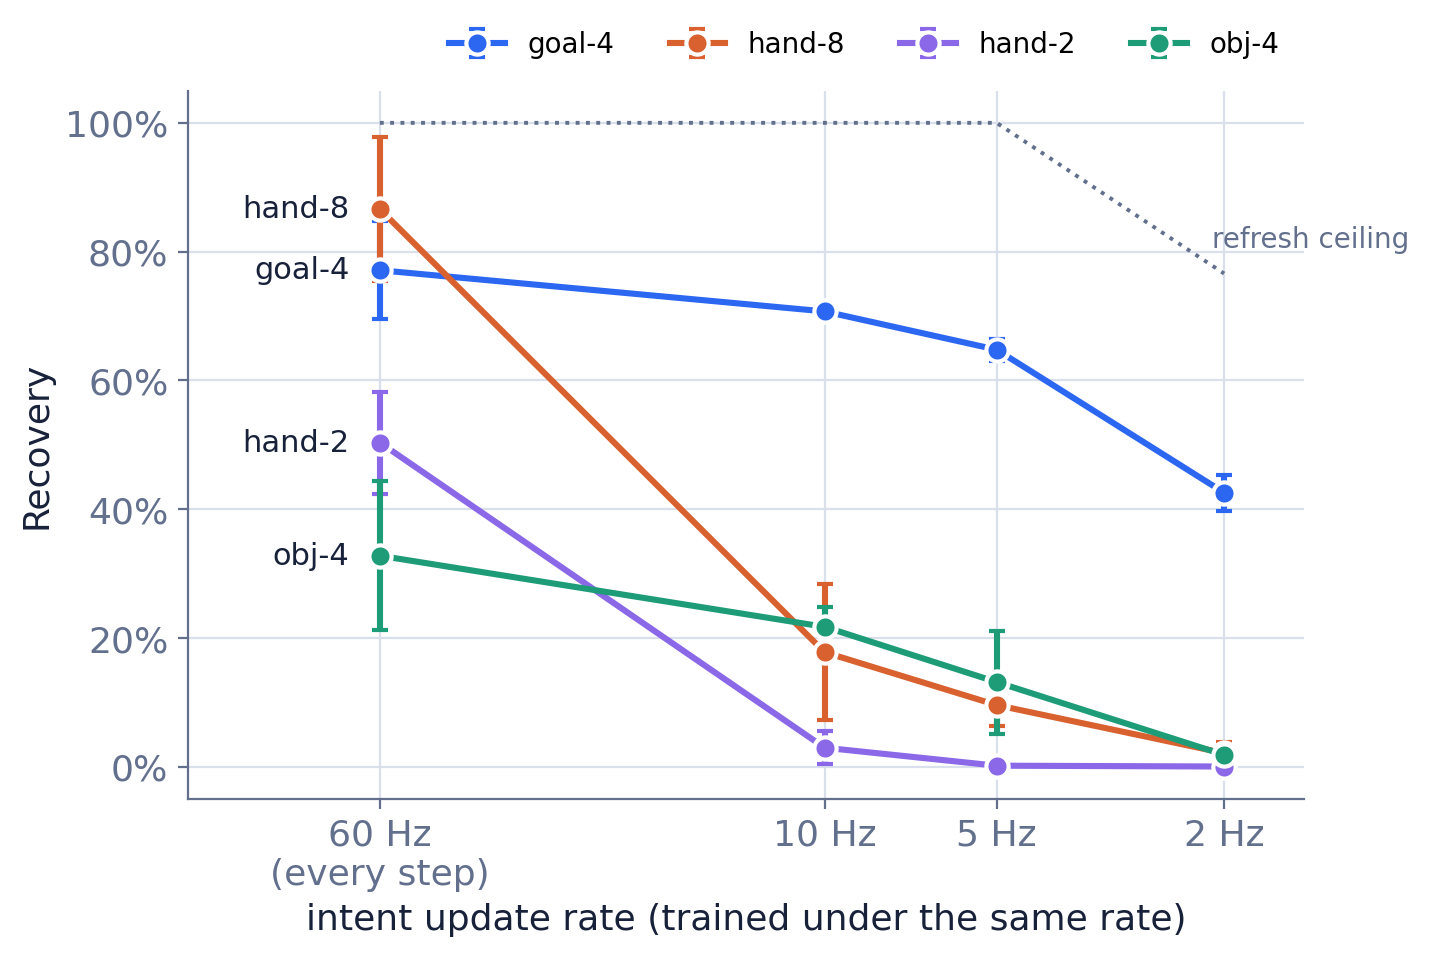 goal-4
hand-8
hand-2
obj-4
100%
80%
60%
40%
20%
0%
Recovery
hand-8
goal-4
hand-2
obj-4
refresh ceiling
60 Hz
(every step)
10 Hz
5 Hz
2 Hz
intent update rate (trained under the same rate)